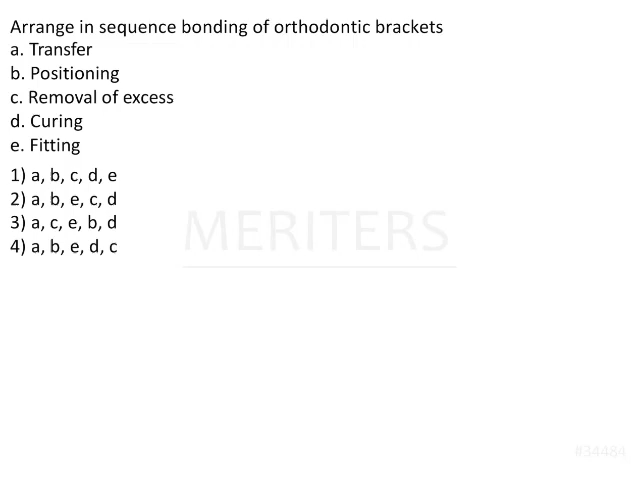 Arrange in sequence bonding of orthodontic brackets
a. Transfer
b. Positioning
c. Removal of excess
d. Curing
e. Fitting
1) a, b, c, d, e
2) a, b, e, c, d
3) a, c, e, b, d
4) a, b, e, d, c
MERITERS
#34484